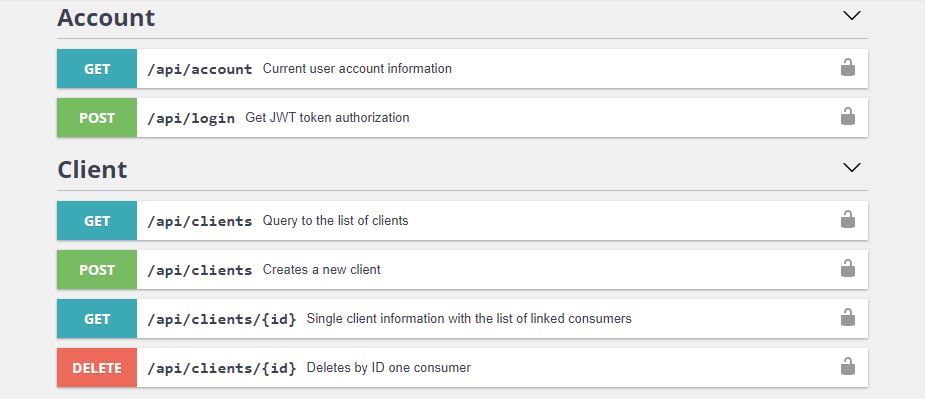 Account
GET /api/account Current user account information
POST /api/login Get JWT token authorization
Client
GET /api/clients Query to the list of clients
POST /api/clients Creates a new client
GET /api/clients/{id} Single client information with the list of linked consumers
DELETE /api/clients/{id} Deletes by ID one consumer